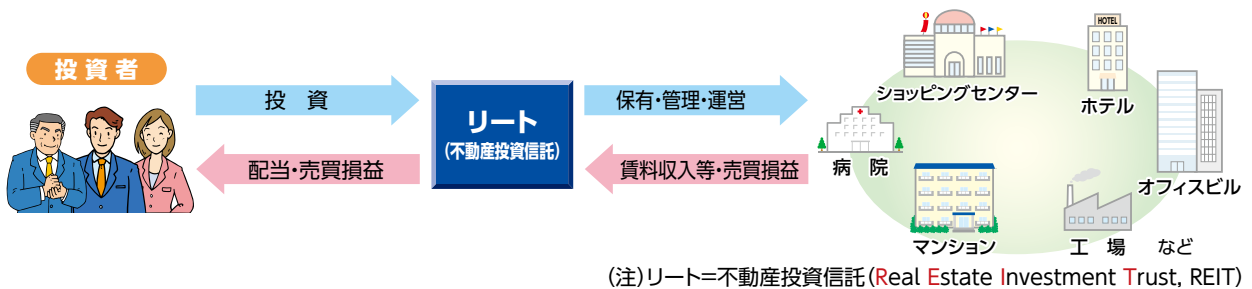 投資者
投 資
配当・売買損益
リート
(不動産投資信託)
保有・管理・運営
賃料収入等・売買損益
ショッピングセンター
HOTEL
ホテル
病 院
オフィスビル
マンション
工 場 など
(注)リート=不動産投資信託(Real Estate Investment Trust, REIT)